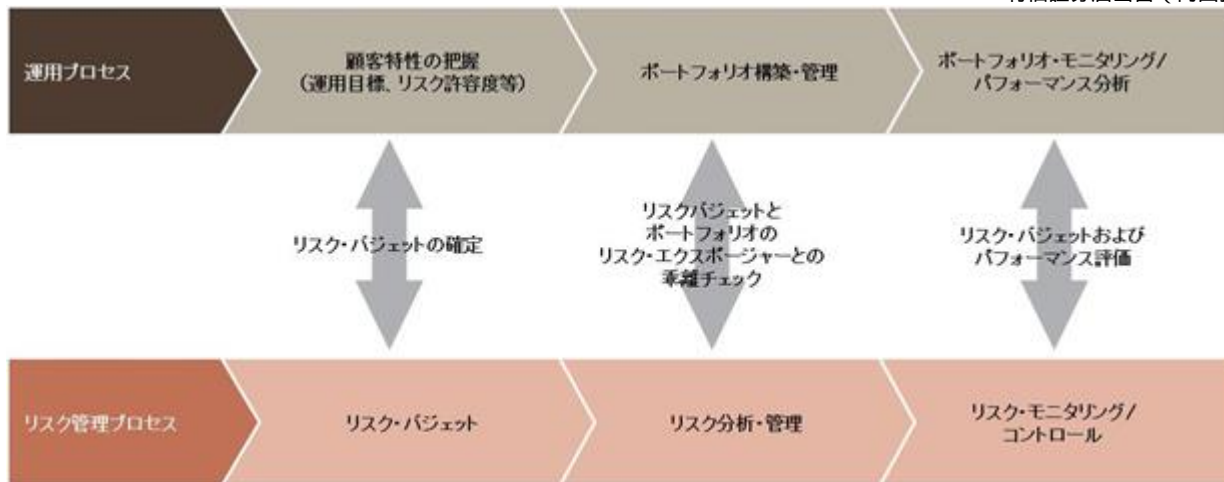 運用プロセス
顧客特性の把握
(運用目標、リスク許容度等)
ポートフォリオ構築・管理
ポートフォリオ・モニタリング/
パフォーマンス分析
リスク・バジェットの確定
リスクバジェットと
ポートフォリオの
リスク・エクスポージャーとの
乖離チェック
リスク・バジェットおよび
パフォーマンス評価
リスク管理プロセス
リスク・バジェット
リスク分析・管理
リスク・モニタリング/
コントロール